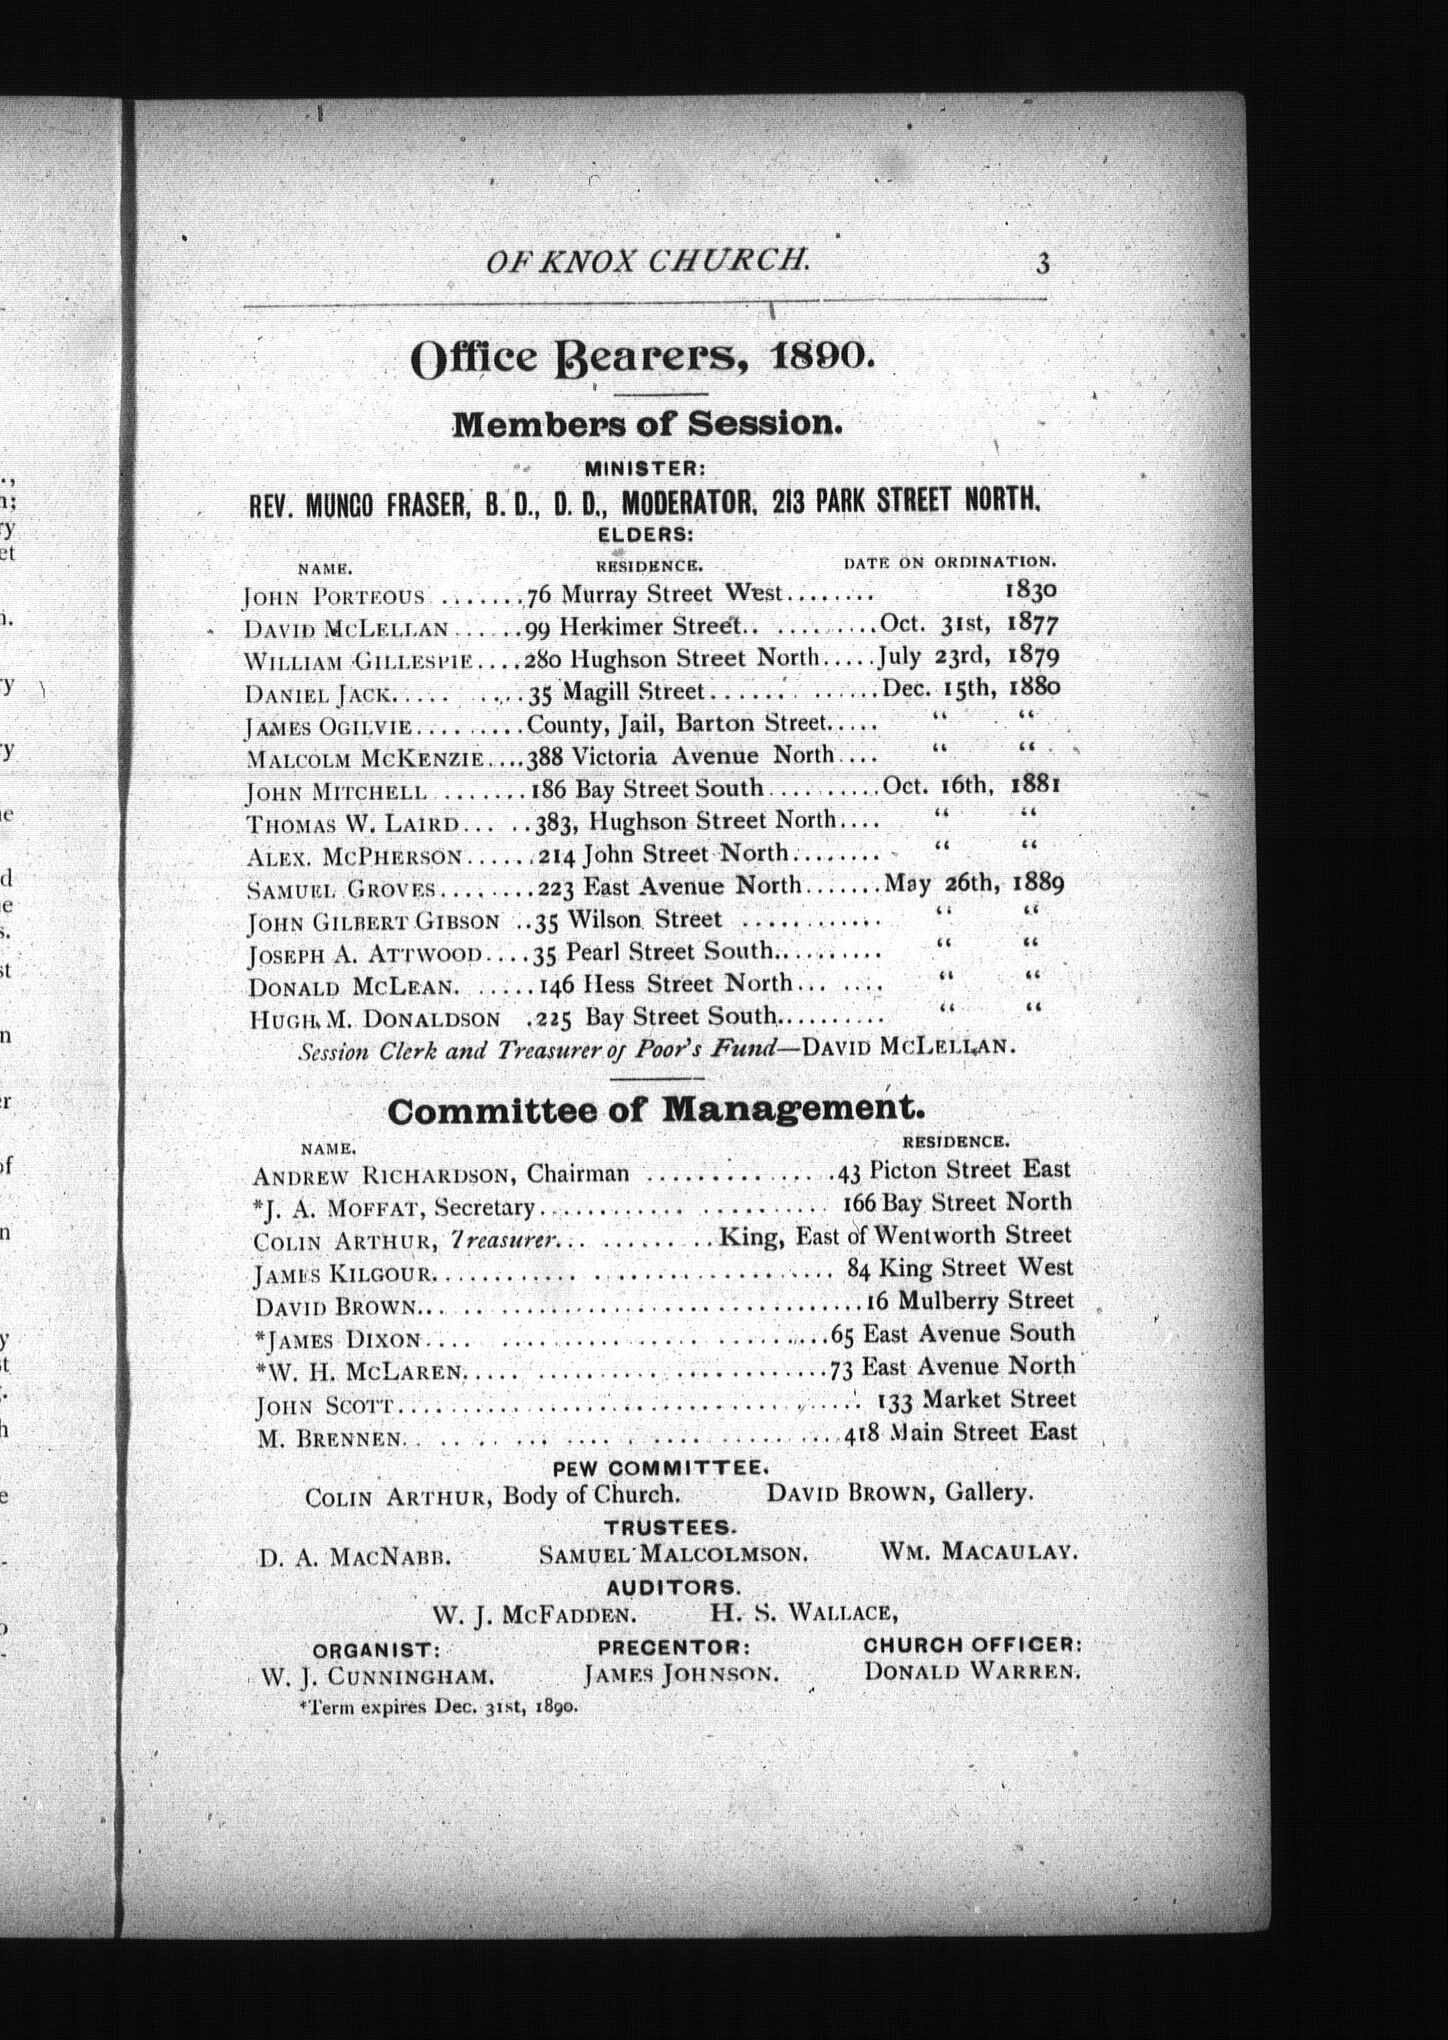 OF KNOX CHURCH. 3
Office Bearers, 1890.
Members of Session.
MINISTER:
REV. MUNGO FRASER, B. D., D. D., MODERATOR, 213 PARK STREET NORTH.
ELDERS:
NAME. RESIDENCE. DATE ON ORDINATION.
JOHN PORTEOUS .......76 Murray Street West........ 1830
DAVID MCLELLAN......99 Herkimer Street.. .........Oct. 31st, 1877
WILLIAM GILLESPIE....280 Hughson Street North.....July 23rd, 1879
DANIEL JACK..... .....35 Magill Street...... ......Dec. 15th, 1880
JAMES OGILVIE.........County, Jail, Barton Street..... “ “
MALCOLM MCKENZIE....388 Victoria Avenue North.... “ “
JOHN MITCHELL .......186 Bay Street South..........Oct. 16th, 1881
THOMAS W. LAIRD... ..383, Hughson Street North.... “ “
ALEX. MCPHERSON......214 John Street North........ “ “
SAMUEL GROVES........223 East Avenue North.......May 26th, 1889
JOHN GILBERT GIBSON ..35 Wilson Street ............ “ “
JOSEPH A. ATTWOOD....35 Pearl Street South.......... “ “
DONALD MCLEAN. .....146 Hess Street North... .... “ “
HUGH M. DONALDSON .225 Bay Street South.......... “ “
Session Clerk and Treasurer of Poor's Fund—DAVID MCLELLAN.
Committee of Management.
NAME. RESIDENCE.
ANDREW RICHARDSON, Chairman ..............43 Picton Street East
*J. A. MOFFAT, Secretary............ .......... 166 Bay Street North
COLIN ARTHUR, Treasurer... .........King, East of Wentworth Street
JAMES KILGOUR............ .................... 84 King Street West
DAVID BROWN... .. ...............................16 Mulberry Street
*JAMES DIXON.... ............... ..........65 East Avenue South
*W. H. MCLAREN..... .......... ............73 East Avenue North
JOHN SCOTT..................................... 133 Market Street
M. BRENNEN.. .... ... .... . .... ..........418 Main Street East
PEW COMMITTEE.
COLIN ARTHUR, Body of Church. DAVID BROWN, Gallery.
TRUSTEES.
D. A. MACNABB. SAMUEL MALCOLMSON. WM. MACAULAY.
AUDITORS.
W. J. MCFADDEN. H. S. WALLACE,
ORGANIST: PRECENTOR: CHURCH OFFICER:
W. J. CUNNINGHAM. JAMES JOHNSON. DONALD WARREN.
*Term expires Dec. 31st, 1890.